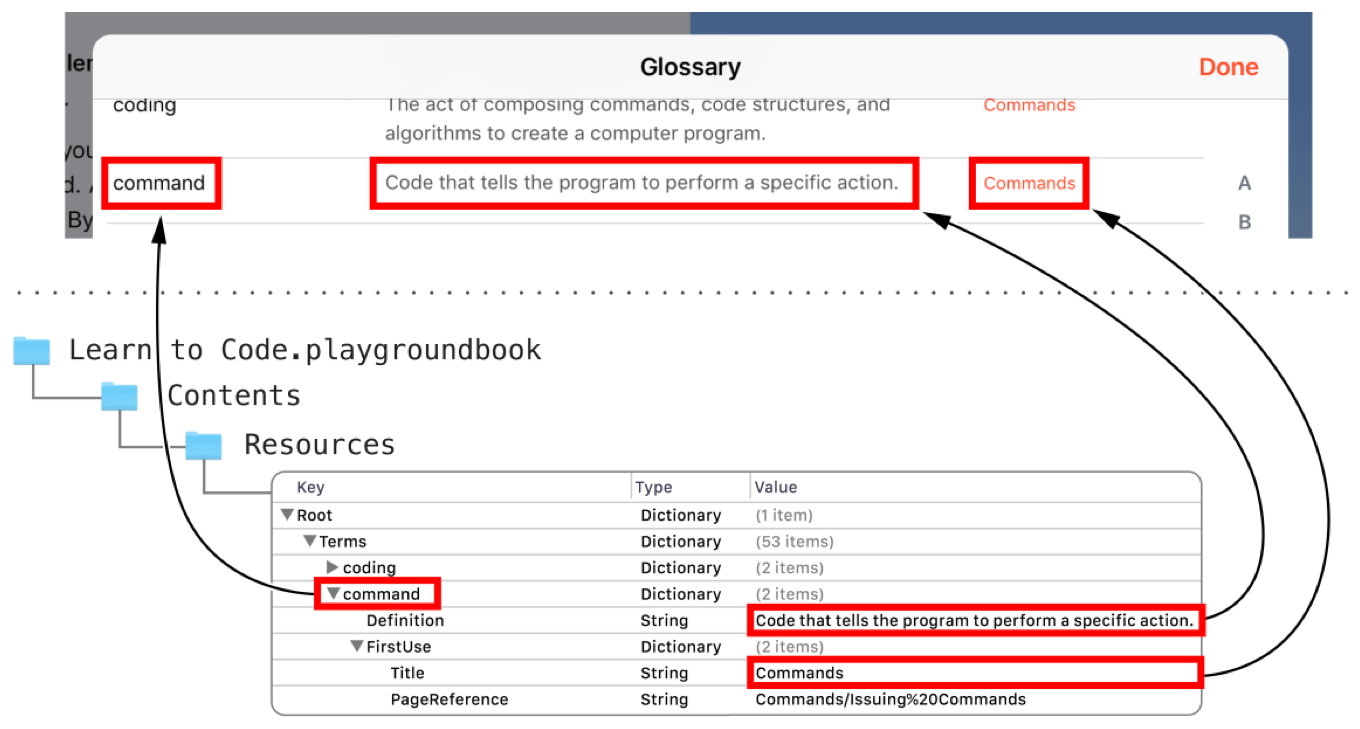 ler
Glossary
Done
coding
The act of composing commands, code structures, and
Commands
algorithms to create a computer program.
you
d. A
command
Code that tells the program to perform a specific action.
Commands
A
By
B
Learn to Code.playgroundbook
Contents
Resources
Key Type Value
Root Dictionary (1 item)
Terms Dictionary (53 items)
coding Dictionary (2 items)
command Dictionary (2 items)
Definition String Code that tells the program to perform a specific action.
FirstUse Dictionary (2 items)
Title String Commands
PageReference String Commands/Issuing%20Commands